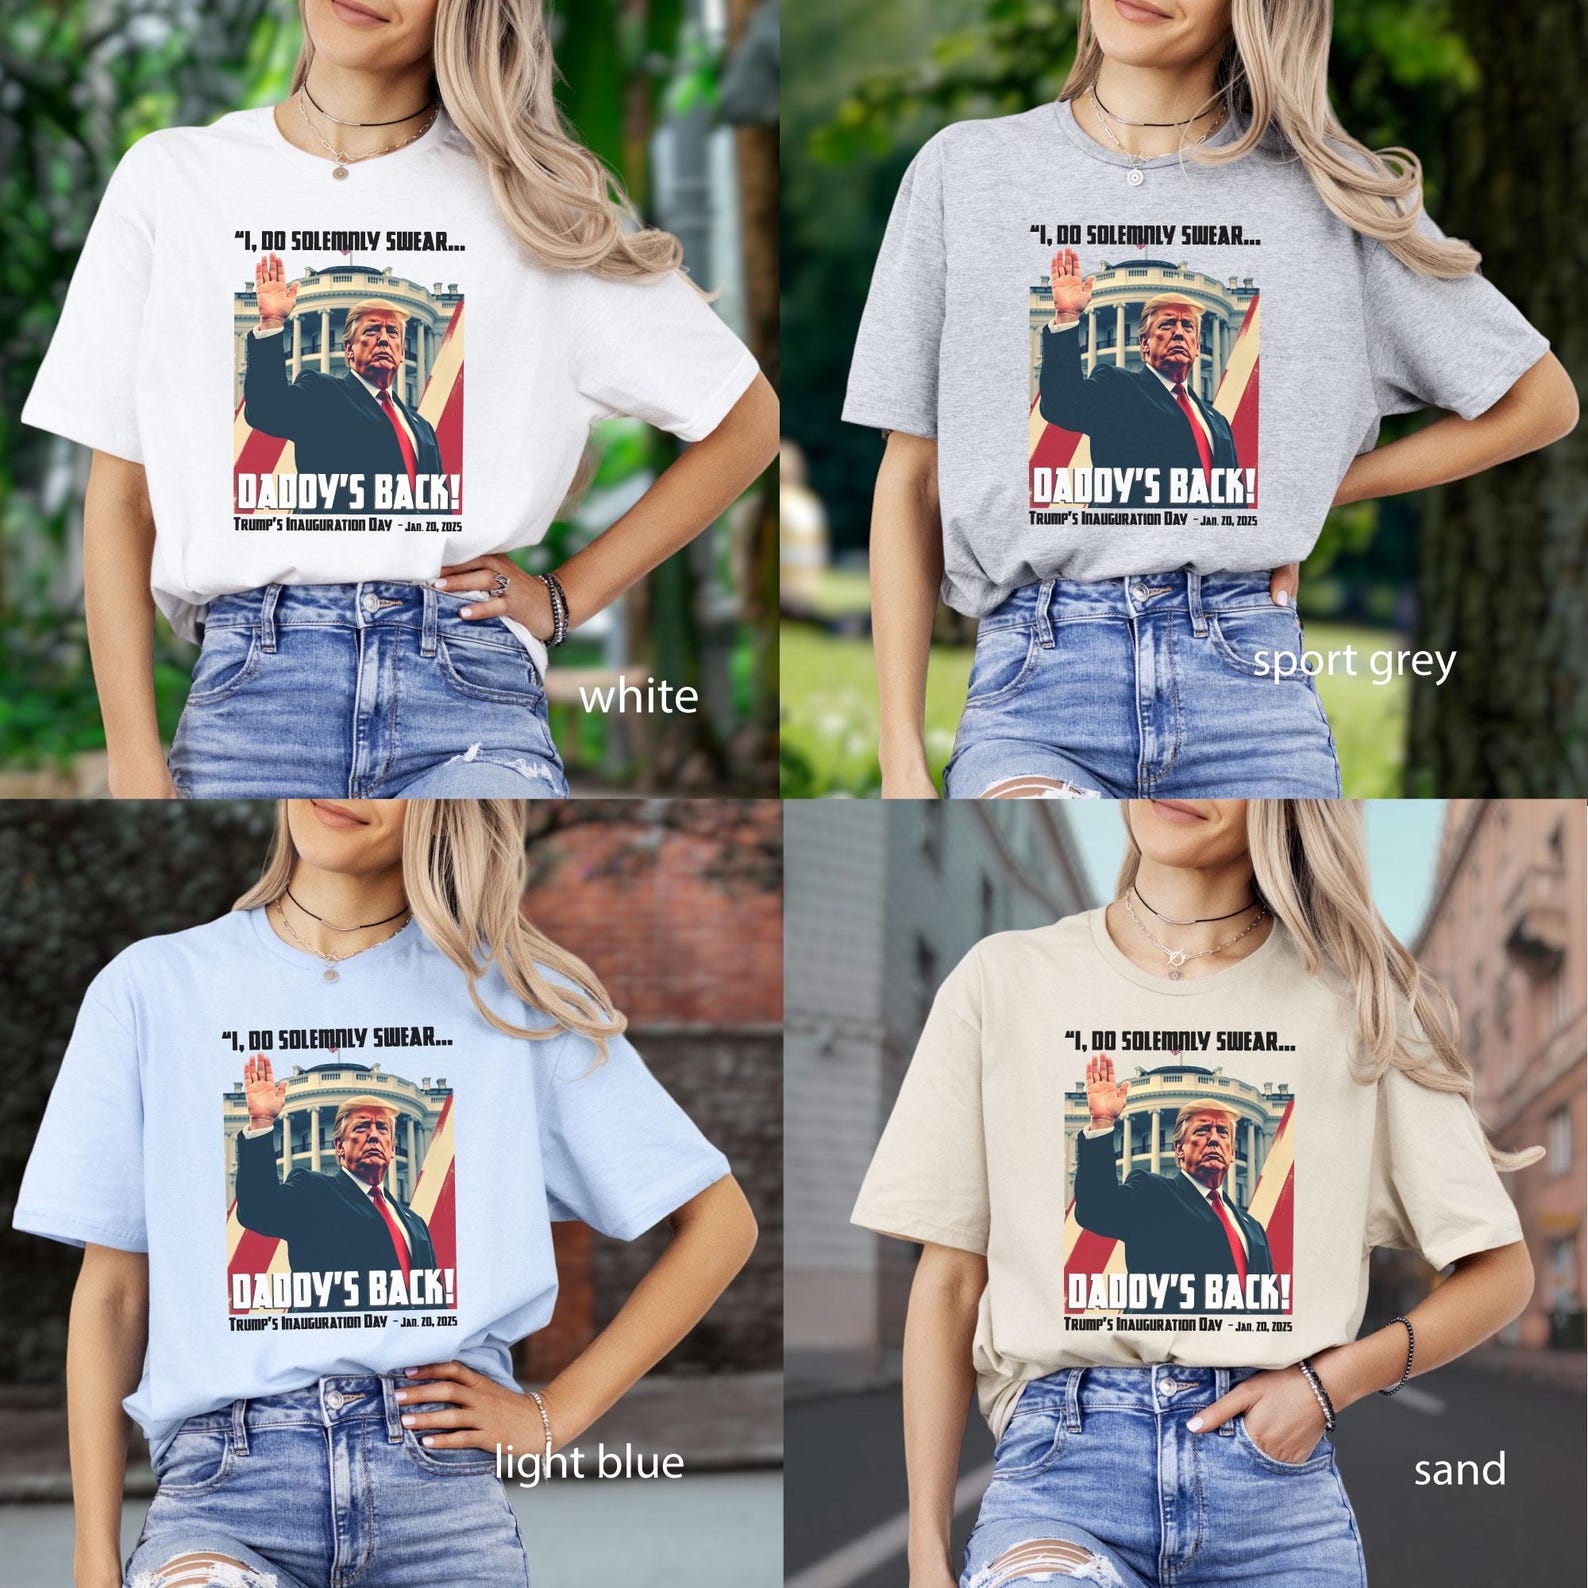 “I, DO SOLEMNLY SWEAR...
DADDY'S BACK!
TRUMP'S INAUGURATION DAY - JAN. 20, 2025
white
“I, DO SOLEMNLY SWEAR...
DADDY'S BACK!
TRUMP'S INAUGURATION DAY - JAN. 20, 2025
sport grey
“I, DO SOLEMNLY SWEAR...
DADDY'S BACK!
TRUMP'S INAUGURATION DAY - JAN. 20, 2025
light blue
“I, DO SOLEMNLY SWEAR...
DADDY'S BACK!
TRUMP'S INAUGURATION DAY - JAN. 20, 2025
sand